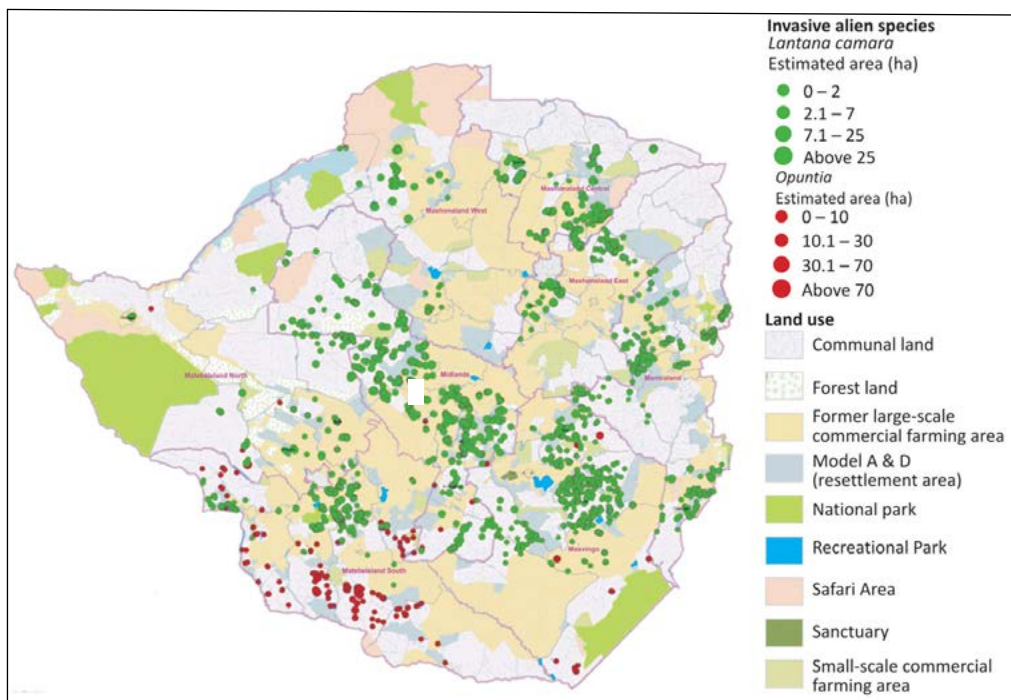 Invasive alien species
Lantana camara
Estimated area (ha)
0 – 2
2.1 – 7
7.1 – 25
Above 25
Opuntia
Estimated area (ha)
0 – 10
10.1 – 30
30.1 – 70
Above 70
Land use
Communal land
Forest land
Former large-scale
commercial farming area
Model A & D
(resettlement area)
National park
Recreational Park
Safari Area
Sanctuary
Small-scale commercial
farming area
Mashonaland Central
Mashonaland West
Mashonaland East
Matebeleland North
Midlands
Manicaland
Masvingo
Matebeleland South